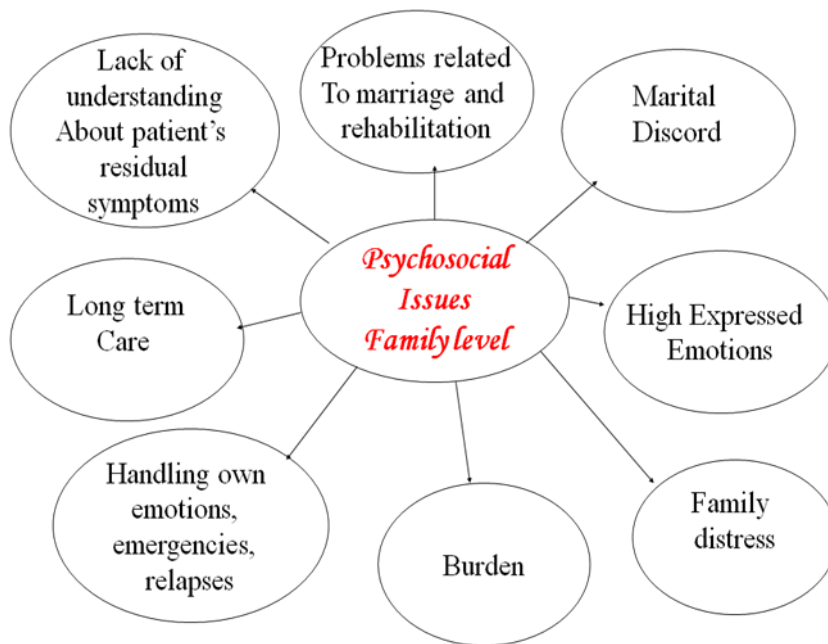 Lack of
understanding
About patient's
residual
symptoms
Problems related
To marriage and
rehabilitation
Marital
Discord
Psychosocial
Issues
Family level
Long term
Care
High Expressed
Emotions
Handling own
emotions,
emergencies,
relapses
Burden
Family
distress